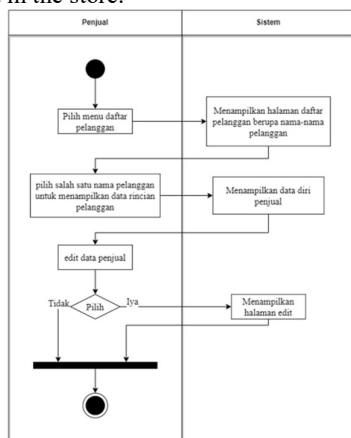 in the store.
Penjual
Sistem
Pilih menu daftar
pelanggan
Menampilkan halaman daftar
pelanggan berupa nama-nama
pelanggan
pilih salah satu nama pelanggan
untuk menampilkan data rincian
pelanggan
Menampilkan data diri
penjual
edit data penjual
Tidak
Pilih
Iya
Menampilkan
halaman edit